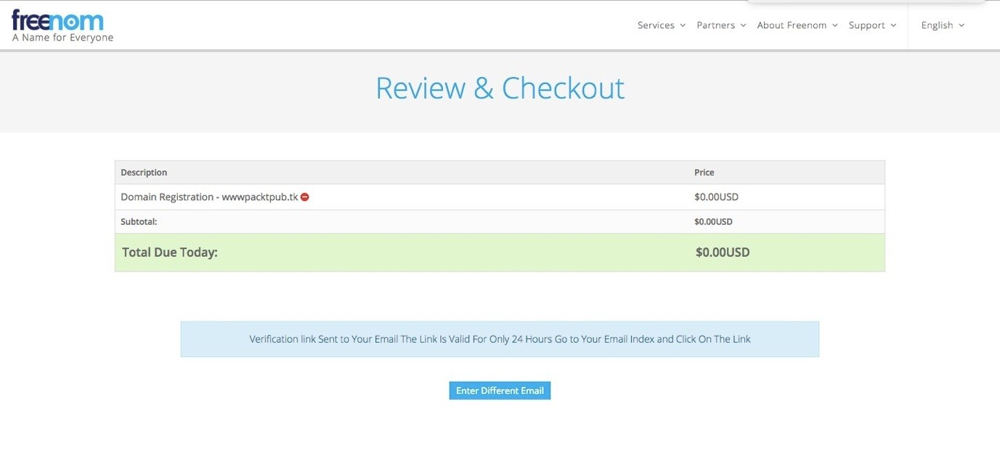 freenom
A Name for Everyone
Services Partners About Freenom Support English
Review & Checkout
Description Price
Domain Registration - wwwpacktpub.tk $0.00USD
Subtotal: $0.00USD
Total Due Today: $0.00USD
Verification link Sent to Your Email The Link Is Valid For Only 24 Hours Go to Your Email Index and Click On The Link
Enter Different Email